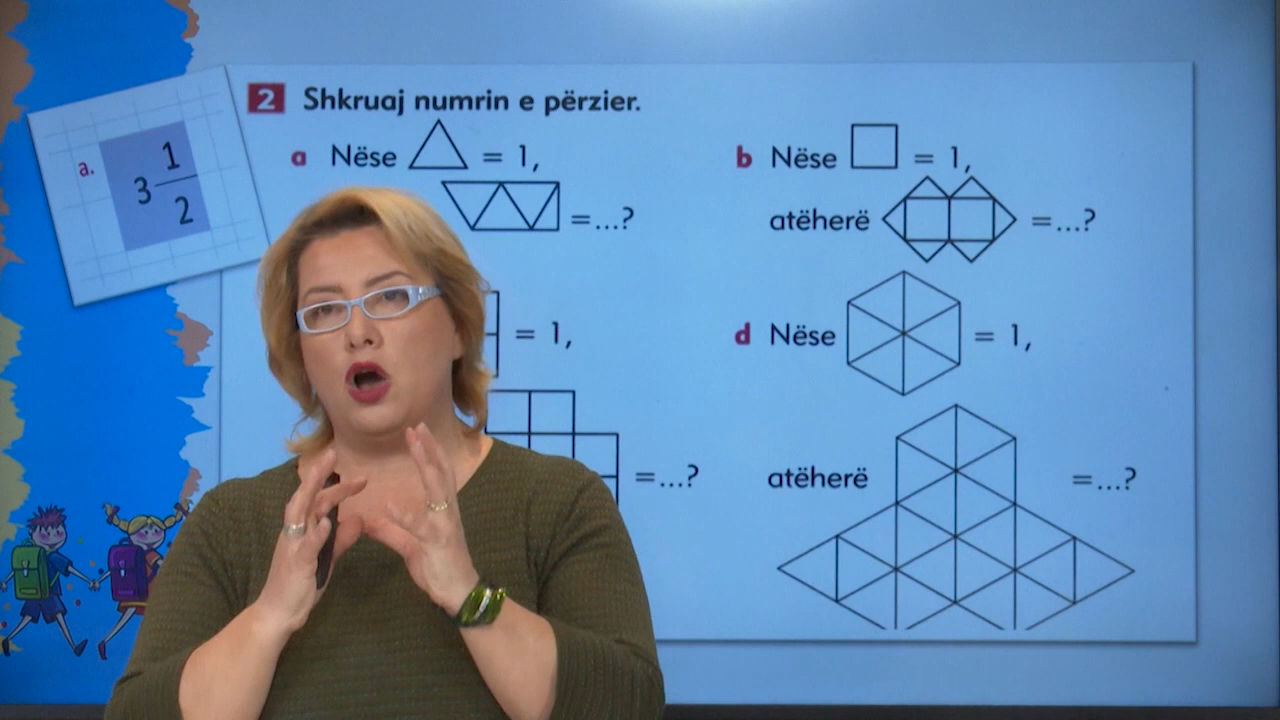 2 Shkruaj numrin e përzier.
a. 3 1/2
a Nëse = 1,
=...?
b Nëse = 1,
atëherë =...?
= 1,
=...?
d Nëse = 1,
atëherë =...?